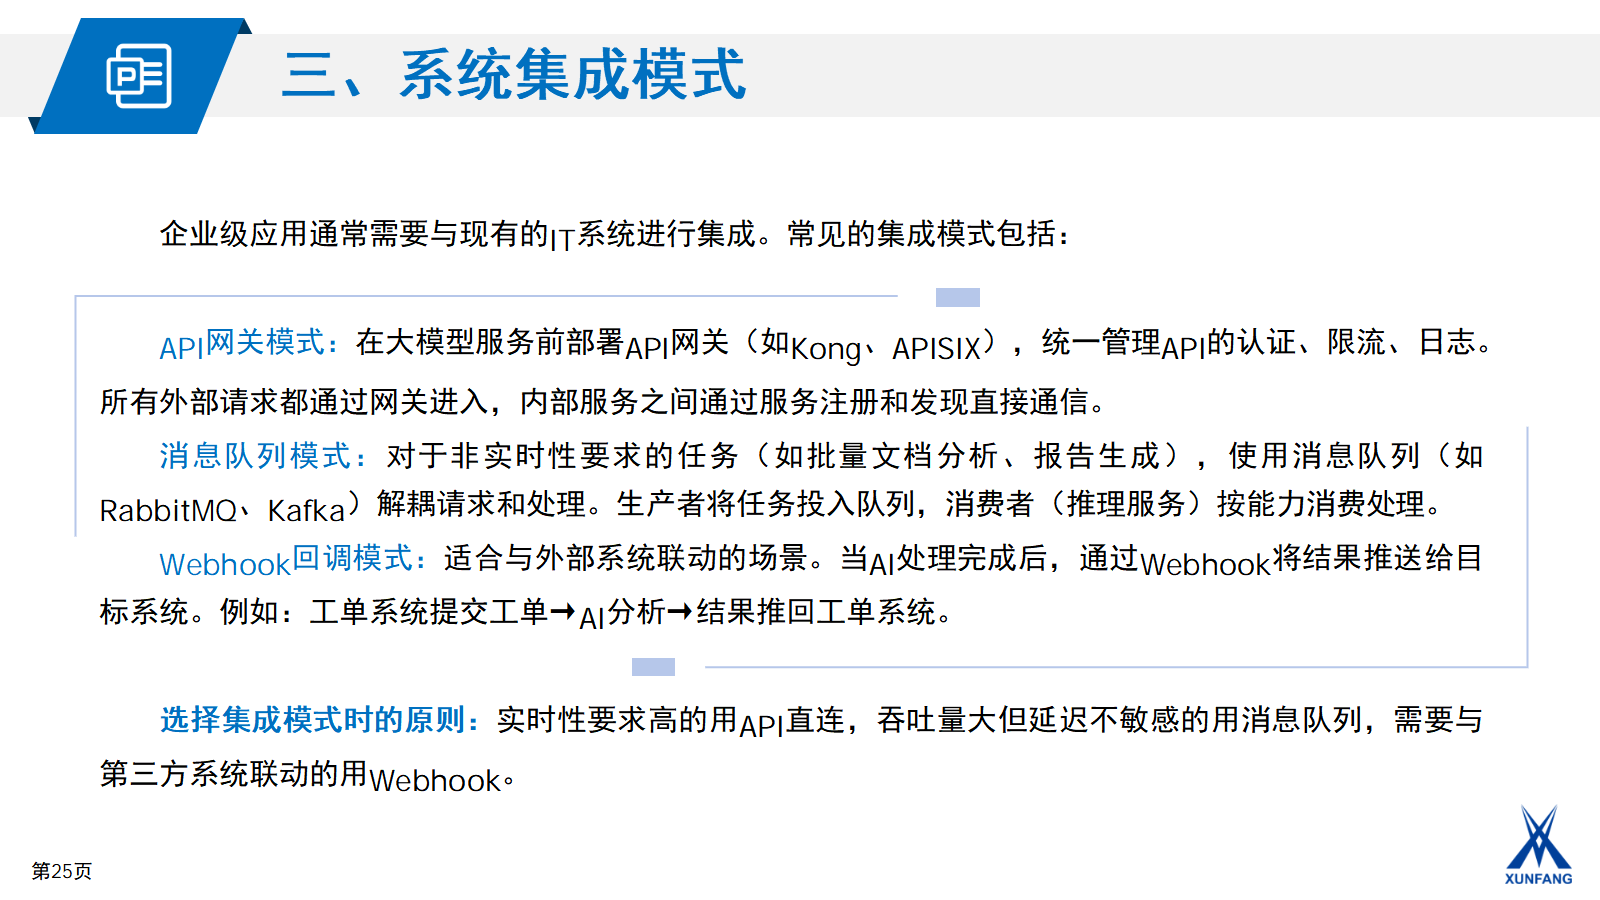 三、系统集成模式
企业级应用通常需要与现有的IT系统进行集成。常见的集成模式包括：
API网关模式：在大模型服务前部署API网关（如Kong、APISIX），统一管理API的认证、限流、日志。
所有外部请求都通过网关进入，内部服务之间通过服务注册和发现直接通信。
消息队列模式：对于非实时性要求的任务（如批量文档分析、报告生成），使用消息队列（如
RabbitMQ、Kafka）解耦请求和处理。生产者将任务投入队列，消费者（推理服务）按能力消费处理。
Webhook回调模式：适合与外部系统联动的场景。当AI处理完成后，通过Webhook将结果推送给目
标系统。例如：工单系统提交工单→AI分析→结果推回工单系统。
选择集成模式时的原则：实时性要求高的用API直连，吞吐量大但延迟不敏感的用消息队列，需要与
第三方系统联动的用Webhook。
第25页
XUNFANG